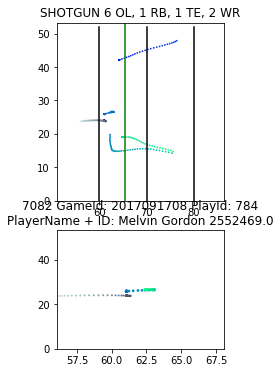 SHOTGUN 6 OL, 1 RB, 1 TE, 2 WR
50
40
30
20
10
0
60 70 80
7082 GameId: 2017091708 PlayId: 784
PlayerName + ID: Melvin Gordon 2552469.0
40
20
0
57.5 60.0 62.5 65.0 67.5